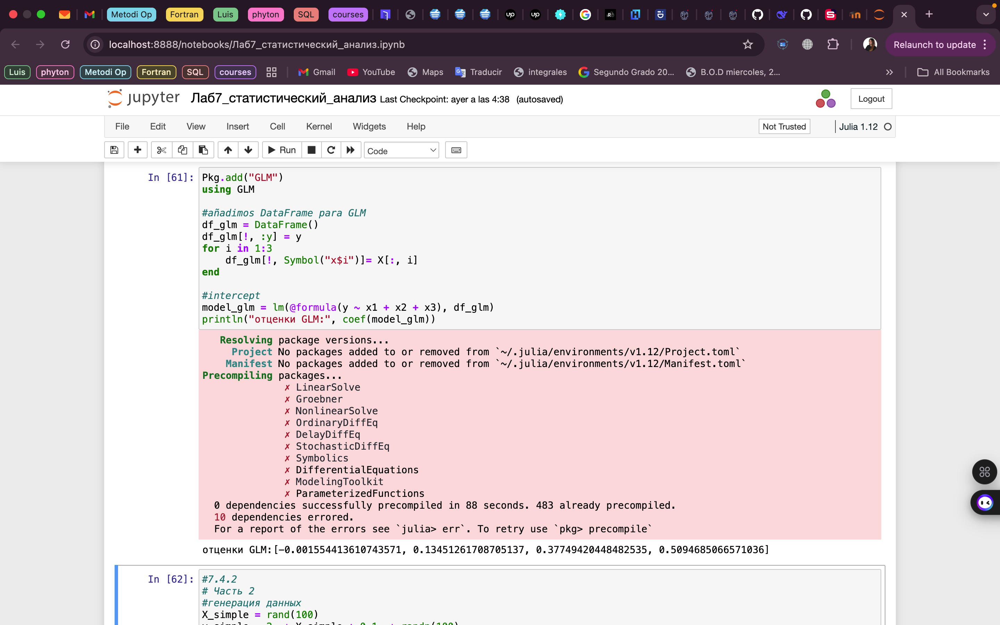 Metodi Op Fortran Luis phyton SQL courses
localhost:8888/notebooks/Лаб7_статистический_анализ.ipynb
Relaunch to update
Luis phyton Metodi Op Fortran SQL courses Gmail YouTube Maps Traducir integrales Segundo Grado 20... B.O.D miercoles, 2... All Bookmarks
jupyter Лаб7_статистический_анализ Last Checkpoint: ayer a las 4:38 (autosaved) Logout
File Edit View Insert Cell Kernel Widgets Help Not Trusted Julia 1.12
Run Code
In [61]: Pkg.add("GLM")
using GLM
#añadimos DataFrame para GLM
df_glm = DataFrame()
df_glm[!, :y] = y
for i in 1:3
df_glm[!, Symbol("x$i")]= X[:, i]
end
#intercept
model_glm = lm(@formula(y ~ x1 + x2 + x3), df_glm)
println("отценки GLM:", coef(model_glm))
Resolving package versions...
Project No packages added to or removed from `~/.julia/environments/v1.12/Project.toml`
Manifest No packages added to or removed from `~/.julia/environments/v1.12/Manifest.toml`
Precompiling packages...
✗ LinearSolve
✗ Groebner
✗ NonlinearSolve
✗ OrdinaryDiffEq
✗ DelayDiffEq
✗ StochasticDiffEq
✗ Symbolics
✗ DifferentialEquations
✗ ModelingToolkit
✗ ParameterizedFunctions
0 dependencies successfully precompiled in 88 seconds. 483 already precompiled.
10 dependencies errored.
For a report of the errors see `julia> err`. To retry use `pkg> precompile`
отценки GLM:[-0.001554413610743571, 0.13451261708705137, 0.37749420448482535, 0.5094685066571036]
In [62]: #7.4.2
# Часть 2
#генерация данных
X_simple = rand(100)